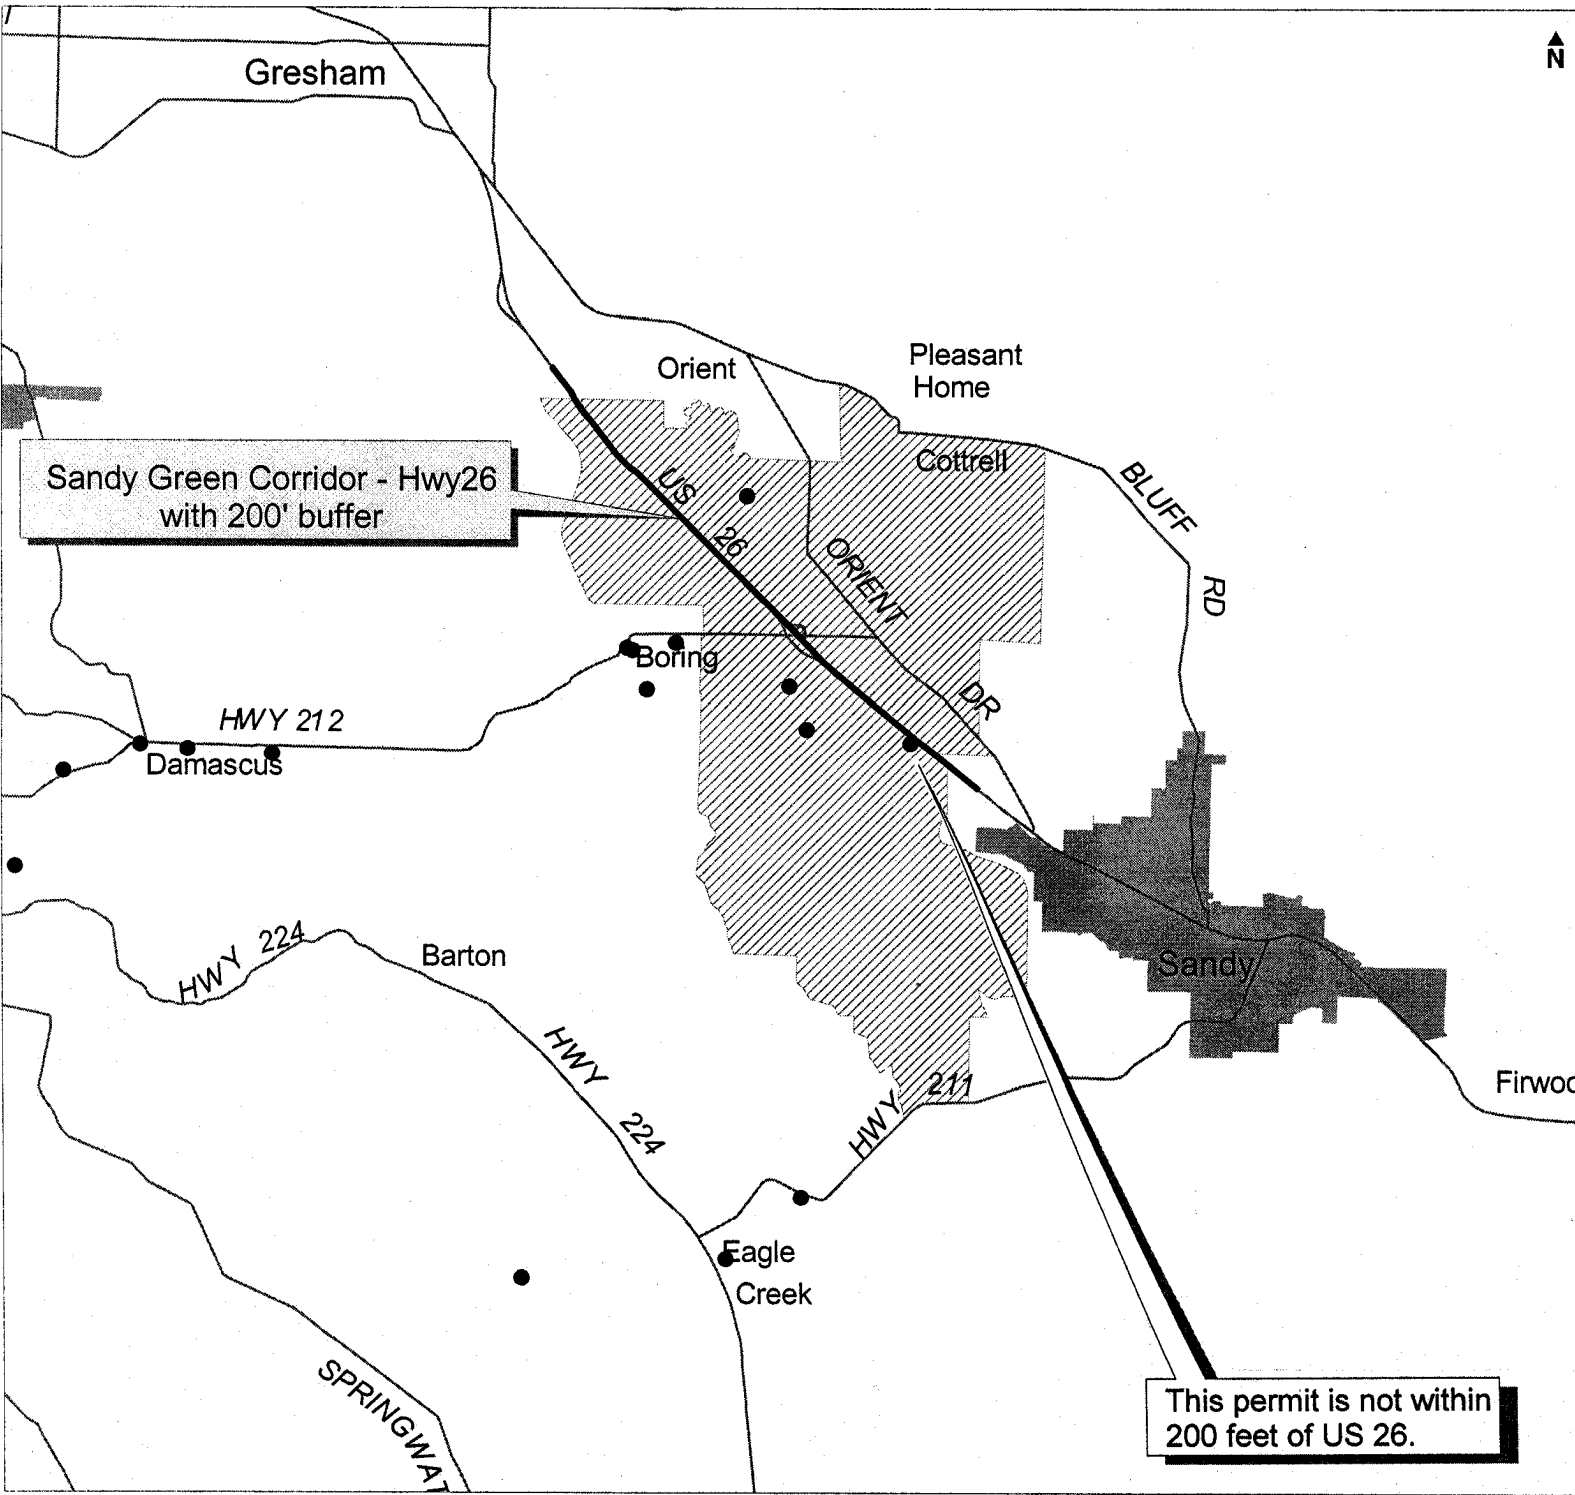 N
Gresham
Pleasant
Home
Orient
Cottrell
Sandy Green Corridor - Hwy26
with 200' buffer
US 26
BLUFF RD
ORIENT DR
Boring
HWY 212
Damascus
HWY 224
Barton
Sandy
HWY 224
HWY 211
Firwoo
Eagle
Creek
SPRINGWAT
This permit is not within
200 feet of US 26.